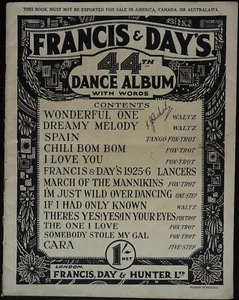 THIS BOOK MUST NOT BE EXPORTED FOR SALE IN AMERICA, CANADA, OR AUSTRALASIA.
FRANCIS & DAY'S
44TH
DANCE ALBUM
WITH WORDS
CONTENTS
WONDERFUL ONE WALTZ
DREAMY MELODY WALTZ
SPAIN TANGO FOX-TROT
CHILI BOM BOM FOX-TROT
I LOVE YOU FOX-TROT
FRANCIS & DAY'S 1925-6 LANCERS
MARCH OF THE MANNIKINS FOX-TROT
IM JUST WILD OVER DANCING ONE-STEP
IF I HAD ONLY KNOWN WALTZ
THERES YES! YES! IN YOUR EYES FOX-TROT
THE ONE I LOVE FOX-TROT
SOMEBODY STOLE MY GAL FOX TROT
CARA FIVE-STEP
1/- NET
LONDON.
FRANCIS, DAY & HUNTER LTD